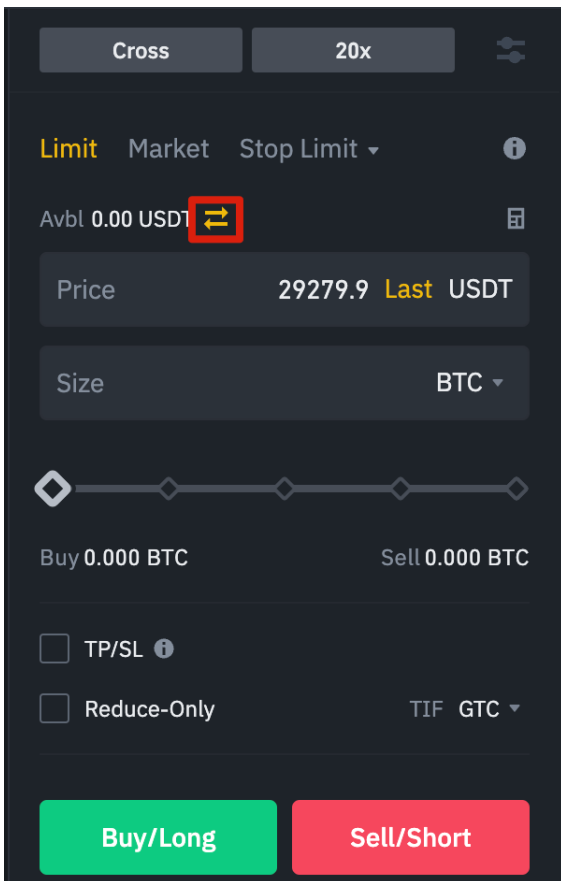 Cross 20x
Limit Market Stop Limit
Avbl 0.00 USDT
Price 29279.9 Last USDT
Size BTC
Buy 0.000 BTC Sell 0.000 BTC
TP/SL
Reduce-Only TIF GTC
Buy/Long Sell/Short